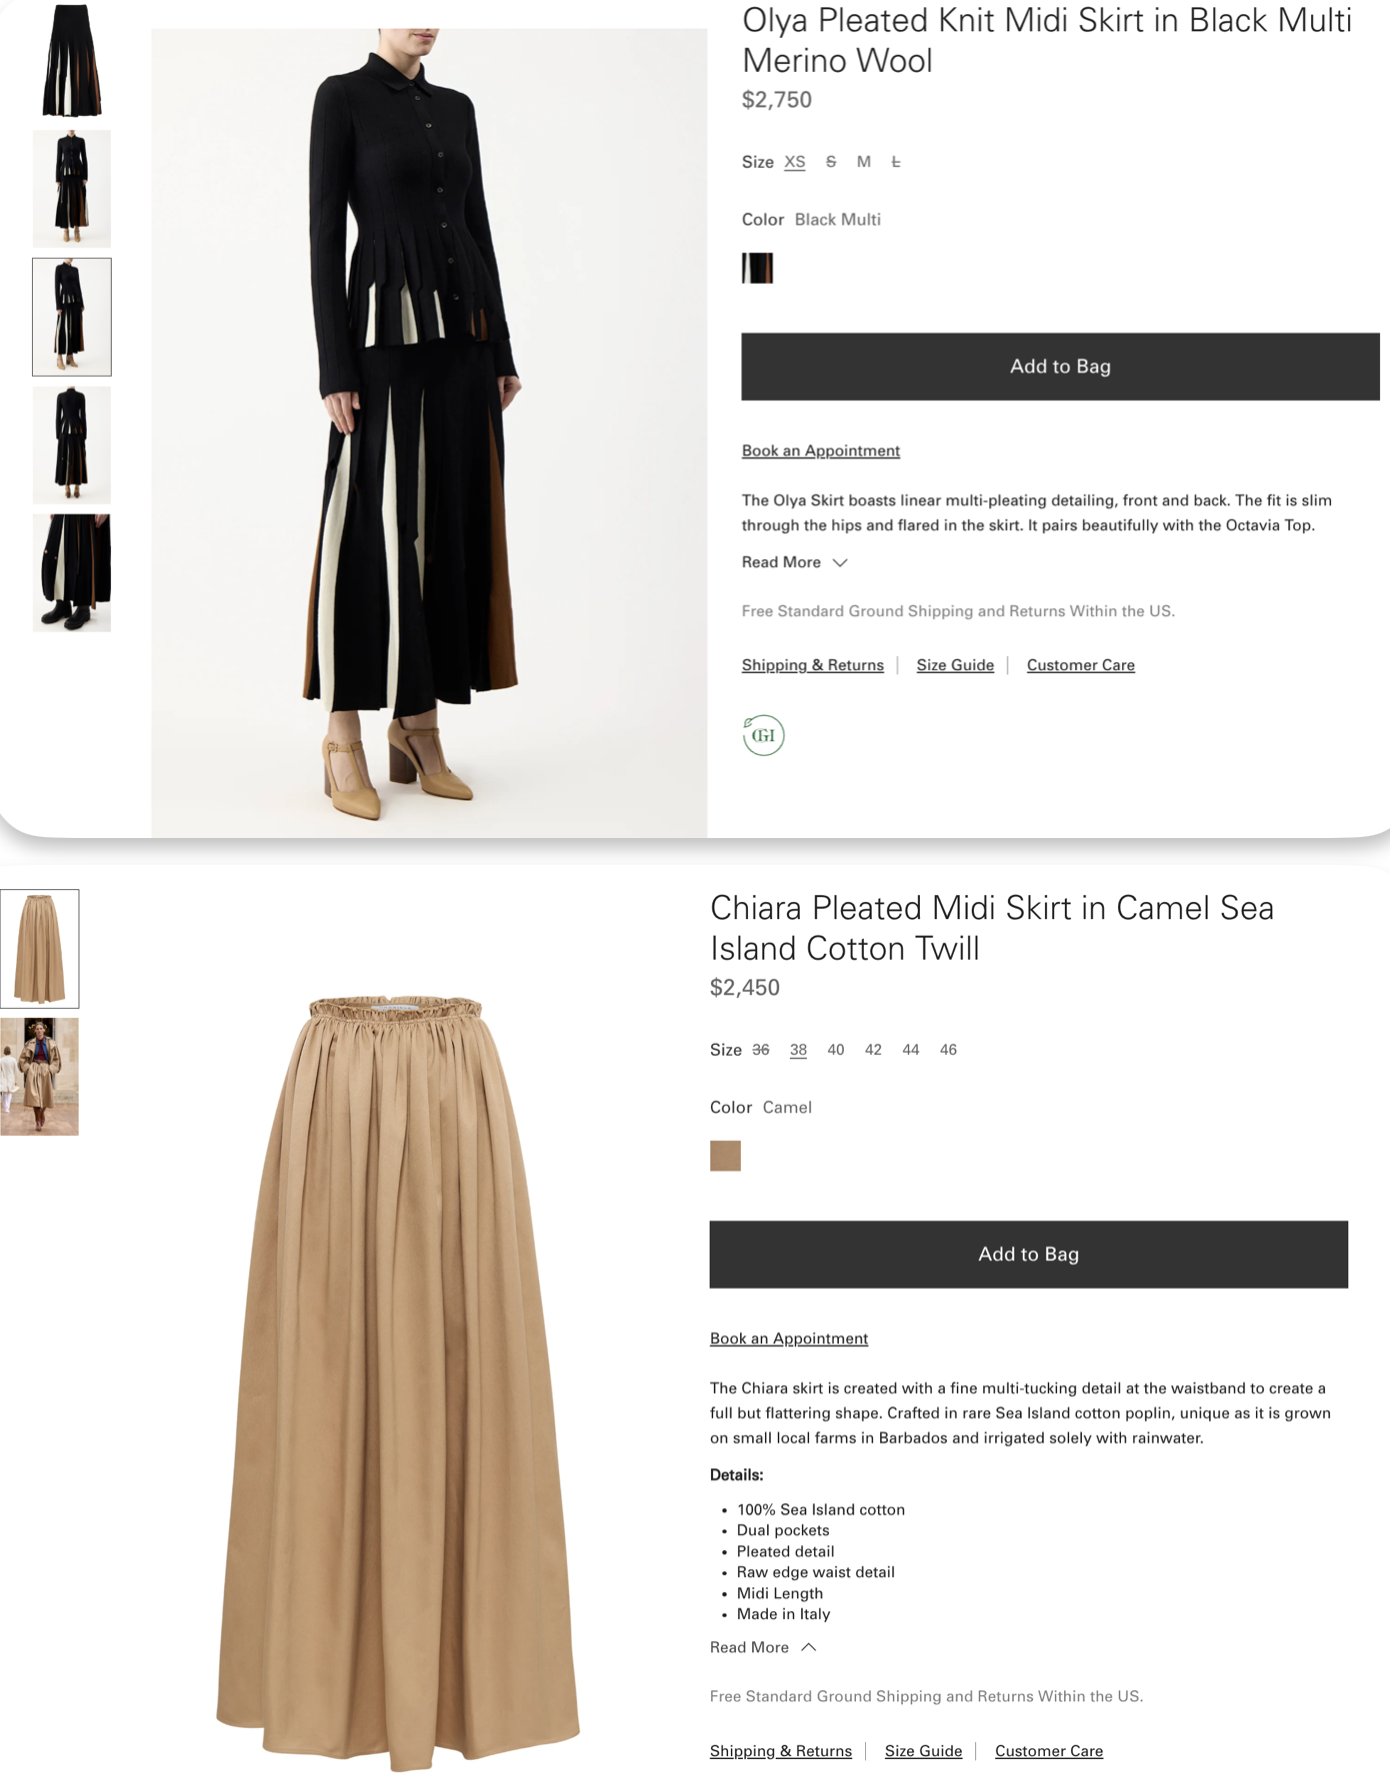 Olya Pleated Knit Midi Skirt in Black Multi
Merino Wool
$2,750
Size XS S M L
Color Black Multi
Add to Bag
Book an Appointment
The Olya Skirt boasts linear multi-pleating detailing, front and back. The fit is slim
through the hips and flared in the skirt. It pairs beautifully with the Octavia Top.
Read More
Free Standard Ground Shipping and Returns Within the US.
Shipping & Returns Size Guide Customer Care
Chiara Pleated Midi Skirt in Camel Sea
Island Cotton Twill
$2,450
Size 36 38 40 42 44 46
Color Camel
Add to Bag
Book an Appointment
The Chiara skirt is created with a fine multi-tucking detail at the waistband to create a
full but flattering shape. Crafted in rare Sea Island cotton poplin, unique as it is grown
on small local farms in Barbados and irrigated solely with rainwater.
Details:
• 100% Sea Island cotton
• Dual pockets
• Pleated detail
• Raw edge waist detail
• Midi Length
• Made in Italy
Read More
Free Standard Ground Shipping and Returns Within the US.
Shipping & Returns Size Guide Customer Care